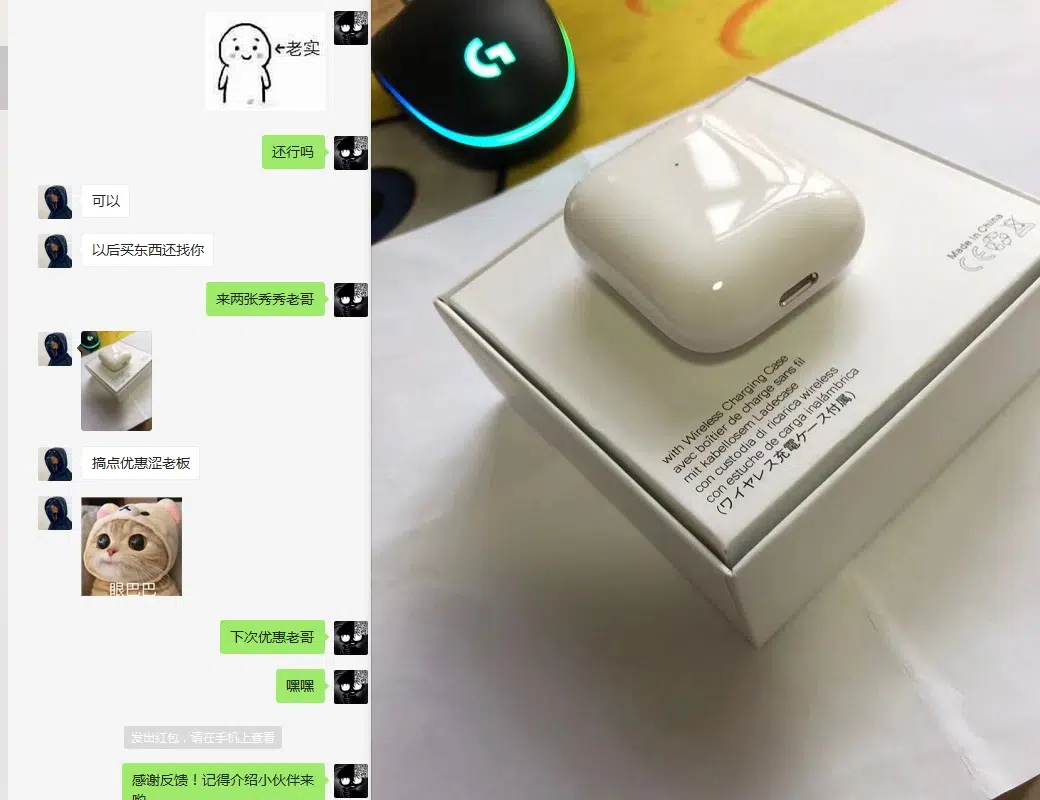 ←老实
还行吗
可以
以后买东西还找你
来两张秀秀老哥
搞点优惠涩老板
眼巴巴
下次优惠老哥
嘿嘿
发出红包，请在手机上查看
感谢反馈！记得介绍小伙伴来
哟
Made in China
with Wireless Charging Case
avec boîtier de charge sans fil
mit kabellosem Ladecase
con custodia di ricarica wireless
con estuche de carga inalámbrica
(ワイヤレス充電ケース付属)